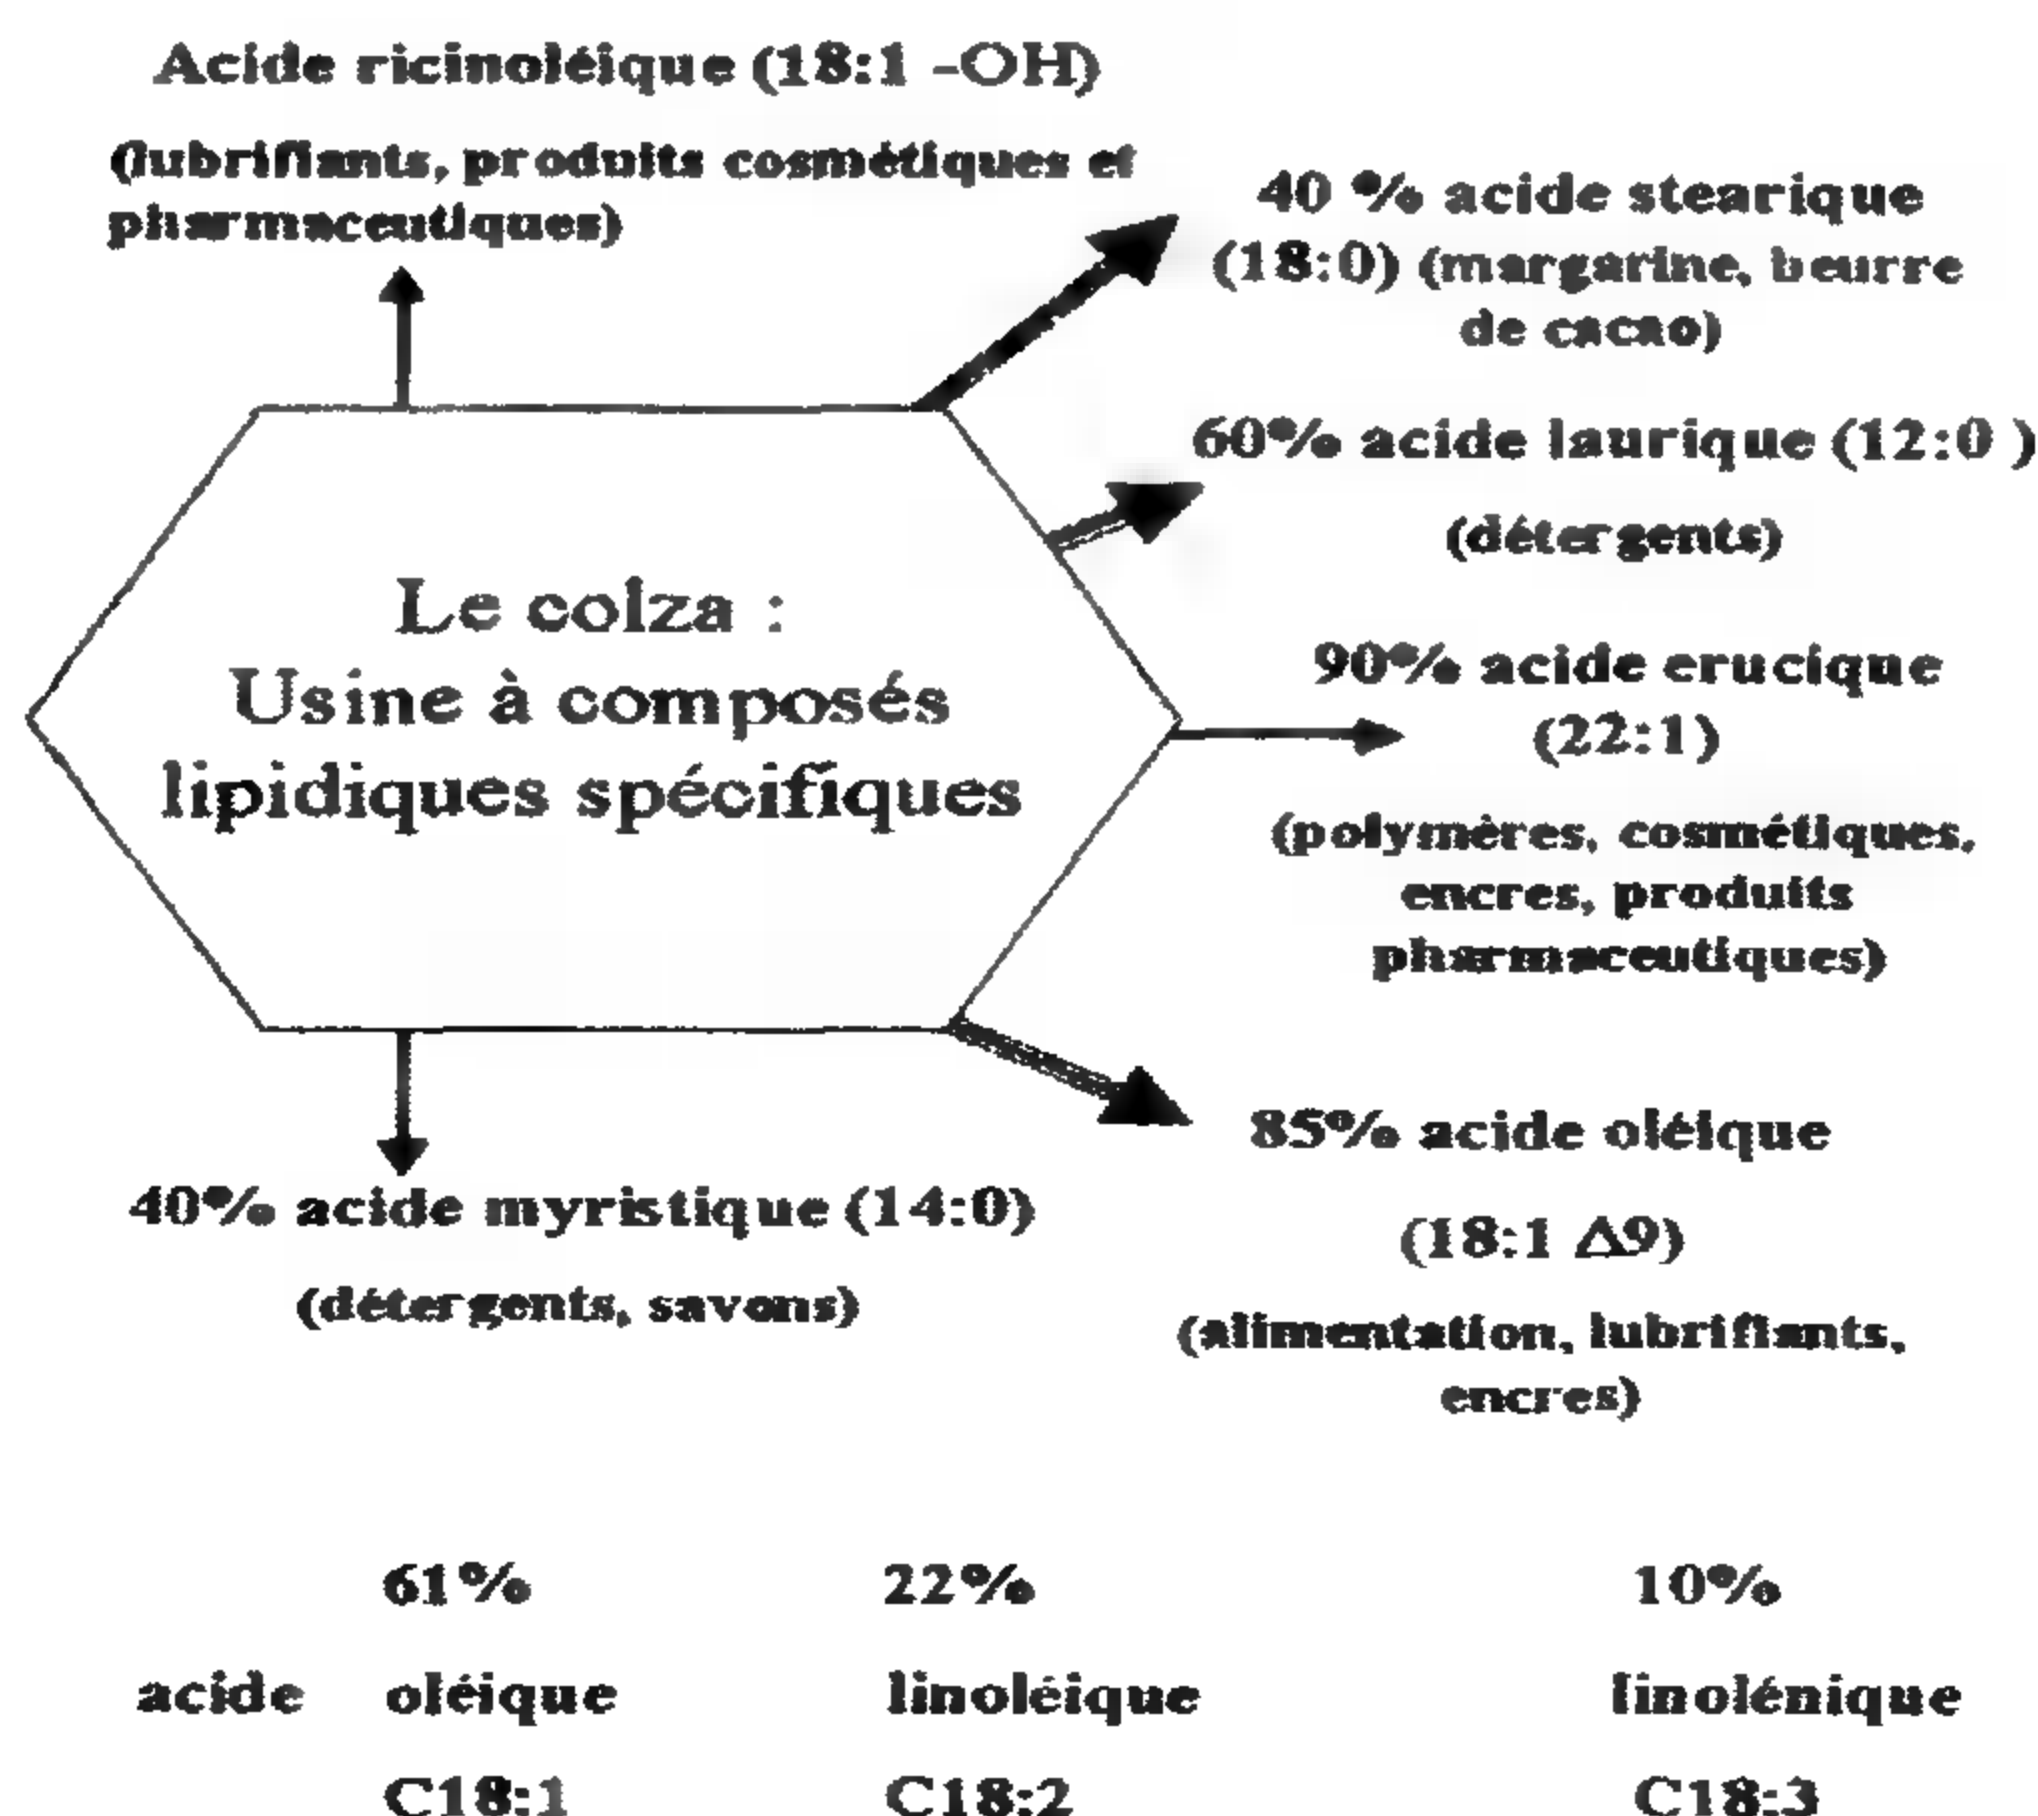 Acide ricinoléique (18:1 -OH)
(lubrifiants, produits cosmétiques et
pharmaceutiques)
40 % acide stearique
(18:0) (margarine, beurre
de cacao)
60% acide laurique (12:0 )
(détergents)
Le colza :
Usine à composés
lipidiques spécifiques
90% acide erucique
(22:1)
(polymères, cosmétiques,
encres, produits
pharmaceutiques)
40% acide myristique (14:0)
(détergents, savons)
85% acide oléique
(18:1 Δ9)
(alimentation, lubrifiants,
encres)
61% 22% 10%
acide oléique linoléique linolénique
C18:1 C18:2 C18:3